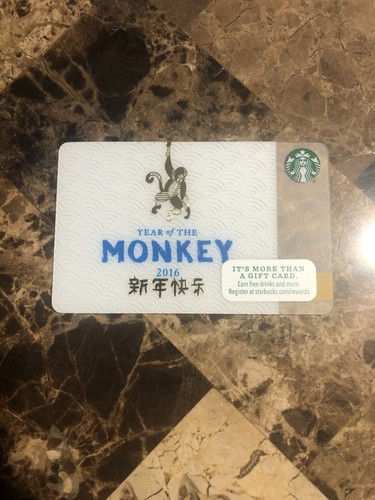 YEAR of THE
MONKEY
2016
新年快乐
IT'S MORE THAN
A GIFT CARD.
Earn free drinks and more.
Register at starbucks.com/rewards